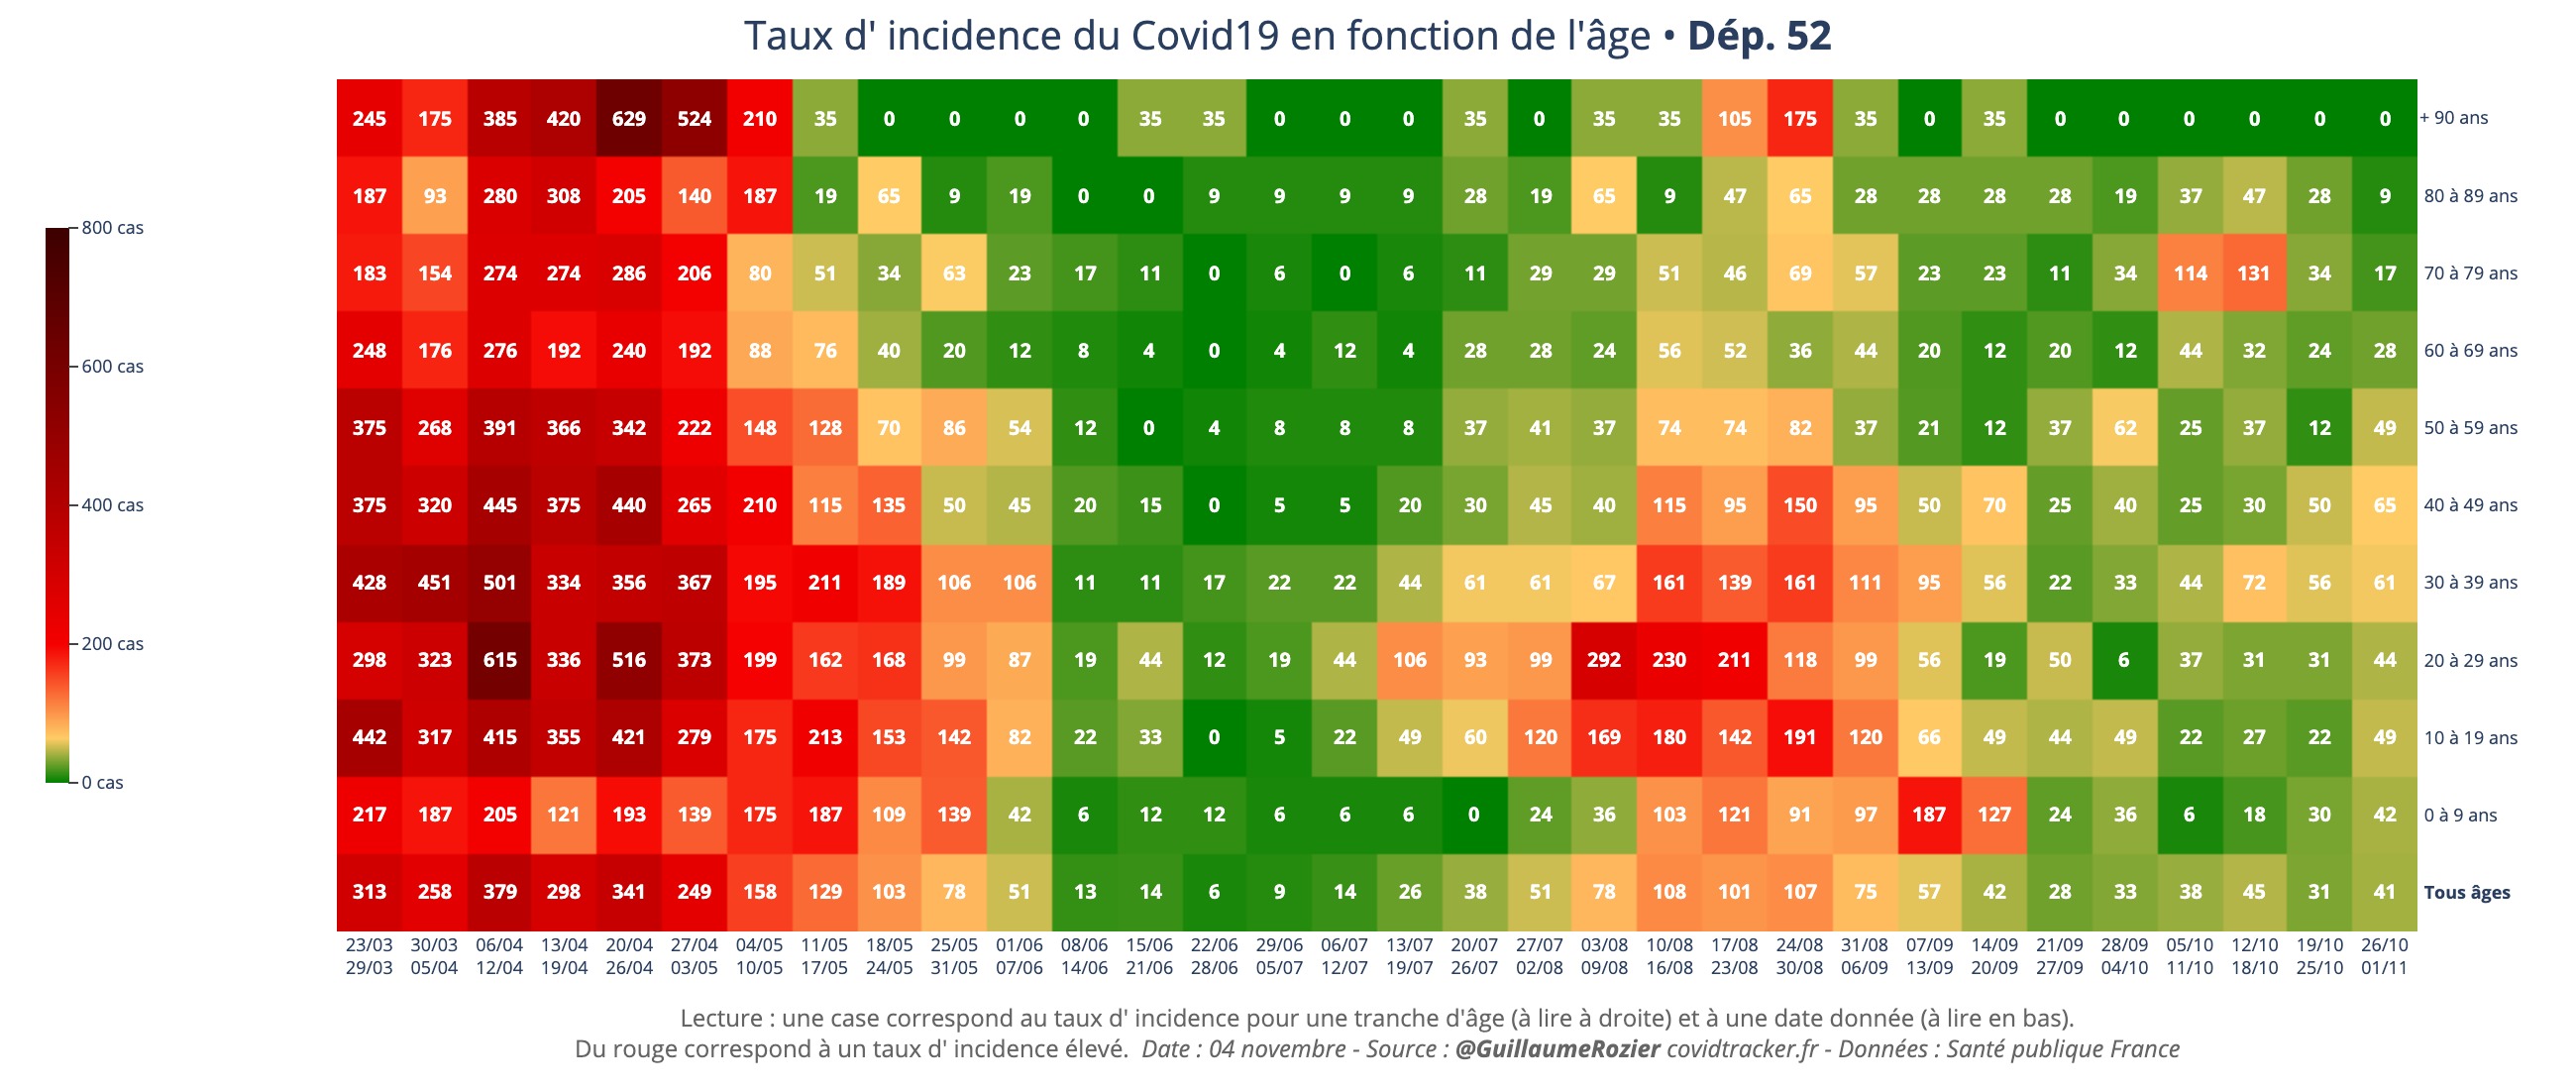 Taux d' incidence du Covid19 en fonction de l'âge • Dép. 52
800 cas
600 cas
400 cas
200 cas
0 cas
245 175 385 420 629 524 210 35 0 0 0 0 35 35 0 0 0 35 0 35 35 105 175 35 0 35 0 0 0 0 0 0 + 90 ans
187 93 280 308 205 140 187 19 65 9 19 0 0 9 9 9 9 28 19 65 9 47 65 28 28 28 28 19 37 47 28 9 80 à 89 ans
183 154 274 274 286 206 80 51 34 63 23 17 11 0 6 0 6 11 29 29 51 46 69 57 23 23 11 34 114 131 34 17 70 à 79 ans
248 176 276 192 240 192 88 76 40 20 12 8 4 0 4 12 4 28 28 24 56 52 36 44 20 12 20 12 44 32 24 28 60 à 69 ans
375 268 391 366 342 222 148 128 70 86 54 12 0 4 8 8 8 37 41 37 74 74 82 37 21 12 37 62 25 37 12 49 50 à 59 ans
375 320 445 375 440 265 210 115 135 50 45 20 15 0 5 5 20 30 45 40 115 95 150 95 50 70 25 40 25 30 50 65 40 à 49 ans
428 451 501 334 356 367 195 211 189 106 106 11 11 17 22 22 44 61 61 67 161 139 161 111 95 56 22 33 44 72 56 61 30 à 39 ans
298 323 615 336 516 373 199 162 168 99 87 19 44 12 19 44 106 93 99 292 230 211 118 99 56 19 50 6 37 31 31 44 20 à 29 ans
442 317 415 355 421 279 175 213 153 142 82 22 33 0 5 22 49 60 120 169 180 142 191 120 66 49 44 49 22 27 22 49 10 à 19 ans
217 187 205 121 193 139 175 187 109 139 42 6 12 12 6 6 6 0 24 36 103 121 91 97 187 127 24 36 6 18 30 42 0 à 9 ans
313 258 379 298 341 249 158 129 103 78 51 13 14 6 9 14 26 38 51 78 108 101 107 75 57 42 28 33 38 45 31 41 Tous âges
23/03 30/03 06/04 13/04 20/04 27/04 04/05 11/05 18/05 25/05 01/06 08/06 15/06 22/06 29/06 06/07 13/07 20/07 27/07 03/08 10/08 17/08 24/08 31/08 07/09 14/09 21/09 28/09 05/10 12/10 19/10 26/10
29/03 05/04 12/04 19/04 26/04 03/05 10/05 17/05 24/05 31/05 07/06 14/06 21/06 28/06 05/07 12/07 19/07 26/07 02/08 09/08 16/08 23/08 30/08 06/09 13/09 20/09 27/09 04/10 11/10 18/10 25/10 01/11
Lecture : une case correspond au taux d' incidence pour une tranche d'âge (à lire à droite) et à une date donnée (à lire en bas).
Du rouge correspond à un taux d' incidence élevé. Date : 04 novembre - Source : @GuillaumeRozier covidtracker.fr - Données : Santé publique France